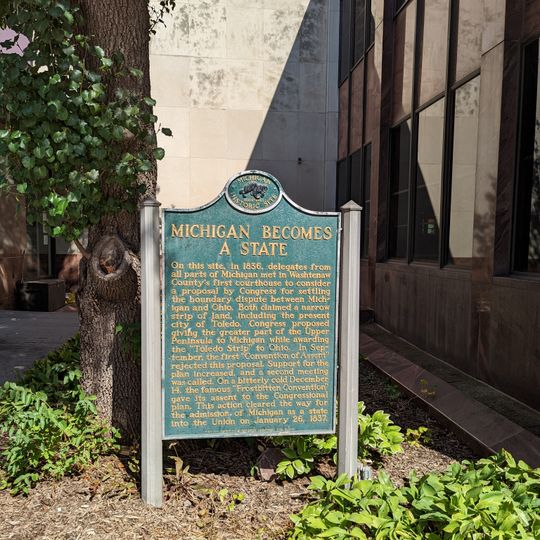 MICHIGAN
HISTORIC SITE
MICHIGAN BECOMES
A STATE
On this site, in 1836, delegates from
all parts of Michigan met in Washtenaw
County's first courthouse to consider
a proposal by Congress for settling
the boundary dispute between Mich-
igan and Ohio. Both claimed a narrow
strip of land, including the present
city of Toledo. Congress proposed
giving the greater part of the Upper
Peninsula to Michigan while awarding
the "Toledo Strip" to Ohio. In Sep-
tember, the first "Convention of Assent"
rejected this proposal. Support for the
plan increased, and a second meeting
was called. On a bitterly cold December
14, the famous "Frostbitten Convention"
gave its assent to the Congressional
plan. This action cleared the way for
the admission of Michigan as a state
into the Union on January 26, 1837.